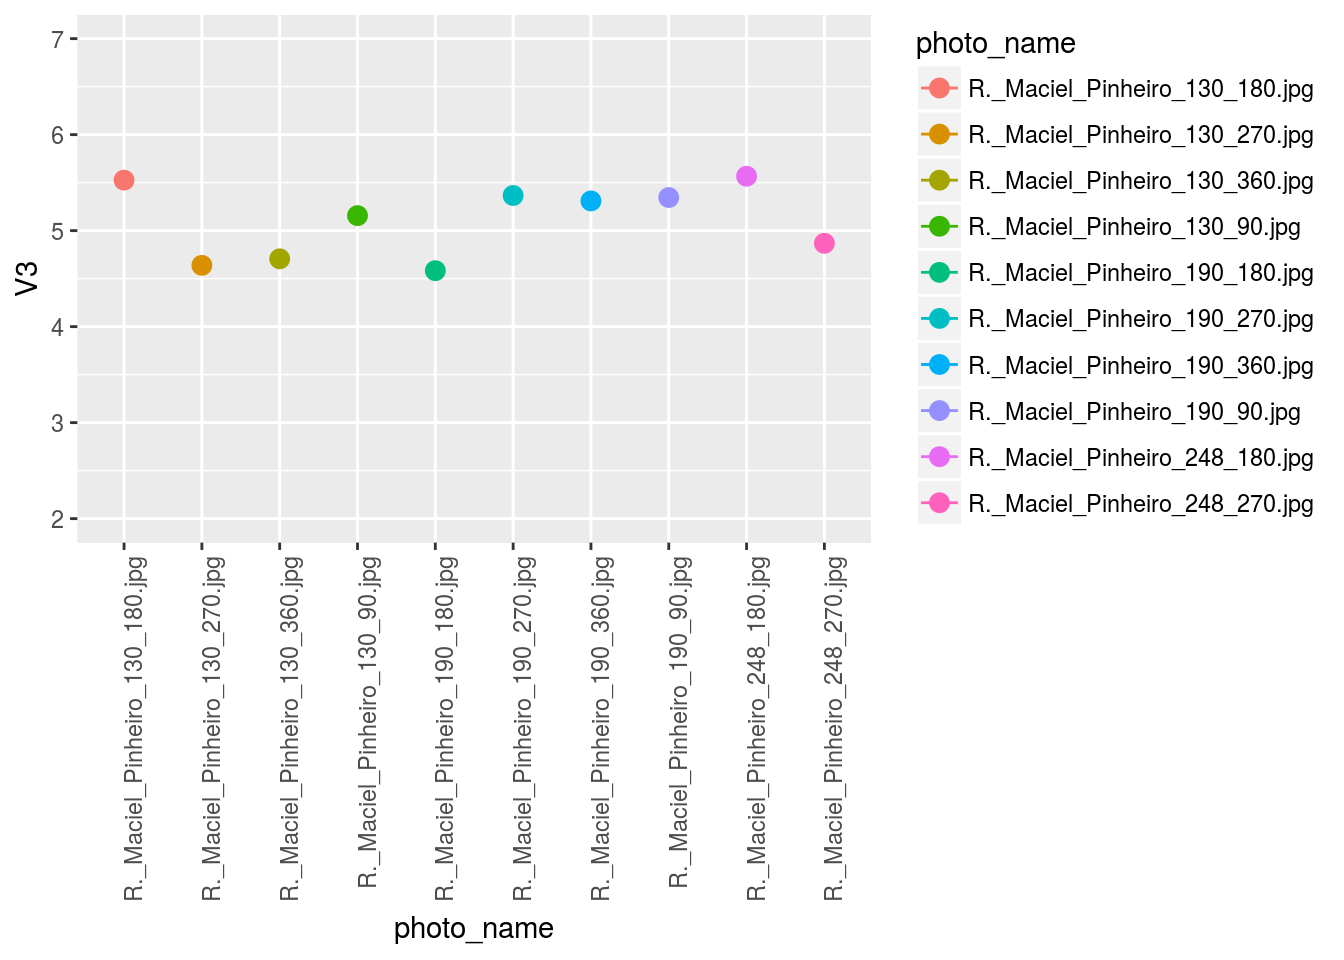 7
6
5
4
3
2
V3
R._Maciel_Pinheiro_130_180.jpg
R._Maciel_Pinheiro_130_270.jpg
R._Maciel_Pinheiro_130_360.jpg
R._Maciel_Pinheiro_130_90.jpg
R._Maciel_Pinheiro_190_180.jpg
R._Maciel_Pinheiro_190_270.jpg
R._Maciel_Pinheiro_190_360.jpg
R._Maciel_Pinheiro_190_90.jpg
R._Maciel_Pinheiro_248_180.jpg
R._Maciel_Pinheiro_248_270.jpg
photo_name
photo_name
R._Maciel_Pinheiro_130_180.jpg
R._Maciel_Pinheiro_130_270.jpg
R._Maciel_Pinheiro_130_360.jpg
R._Maciel_Pinheiro_130_90.jpg
R._Maciel_Pinheiro_190_180.jpg
R._Maciel_Pinheiro_190_270.jpg
R._Maciel_Pinheiro_190_360.jpg
R._Maciel_Pinheiro_190_90.jpg
R._Maciel_Pinheiro_248_180.jpg
R._Maciel_Pinheiro_248_270.jpg